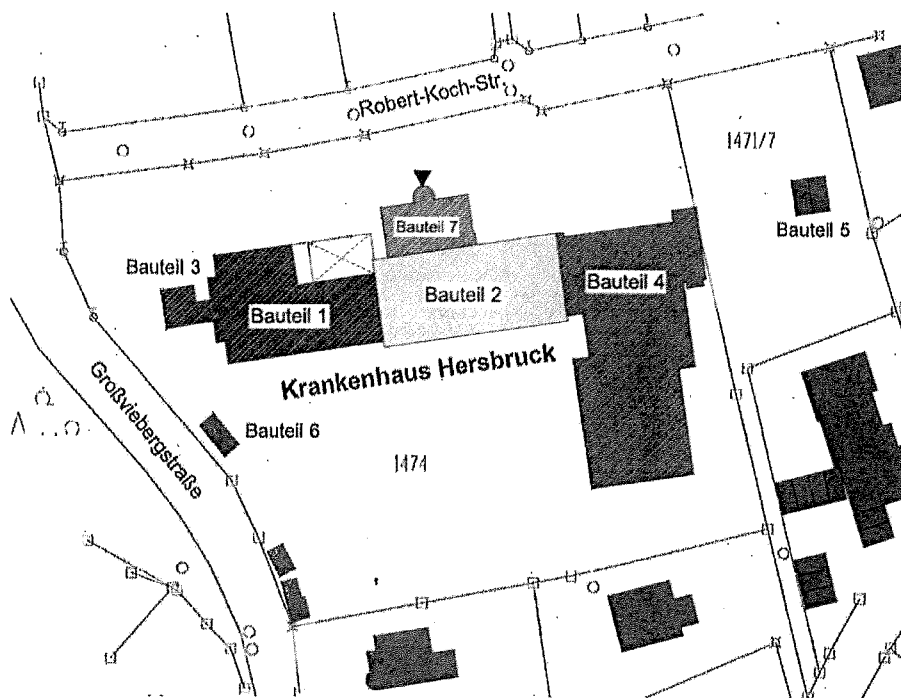 Robert-Koch-Str.
1471/7
Bauteil 7
Bauteil 5
Bauteil 3
Bauteil 2
Bauteil 4
Bauteil 1
Krankenhaus Hersbruck
Großviebergstraße
Bauteil 6
1474